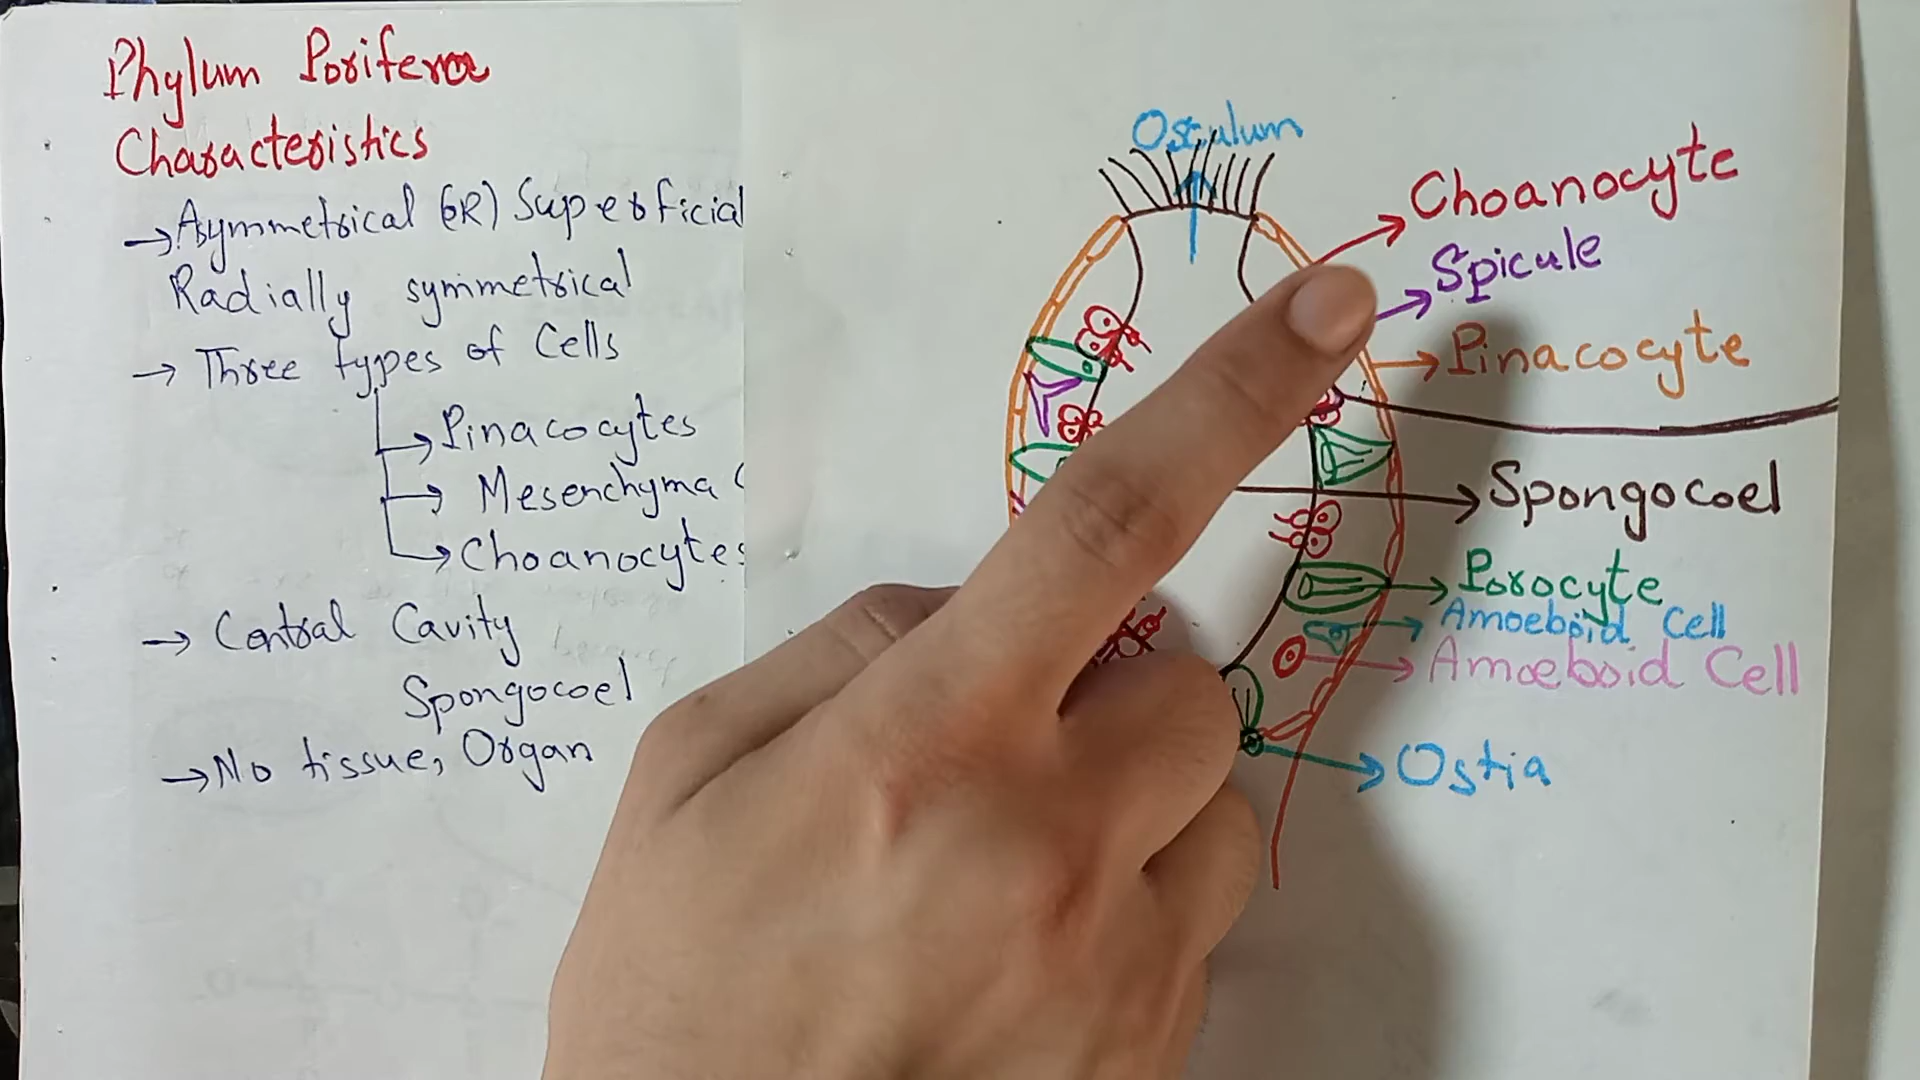 Phylum Porifera
Characteristics
→Asymmetrical (OR) Superficial
Radially symmetrical
→ Three types of Cells
→Pinacocytes
→ Mesenchyma
→Choanocytes
→ Central Cavity
Spongocoel
→No tissue, Organ
Osculum
→Choanocyte
→Spicule
→Pinacocyte
→Spongocoel
→Porocyte
→Amoeboid Cell
→Amoeboid Cell
→Ostia